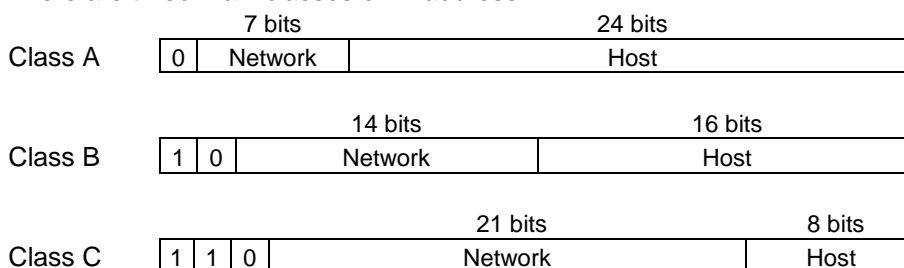 7 bits 24 bits
Class A 0 Network Host
14 bits 16 bits
Class B 1 0 Network Host
21 bits 8 bits
Class C 1 1 0 Network Host